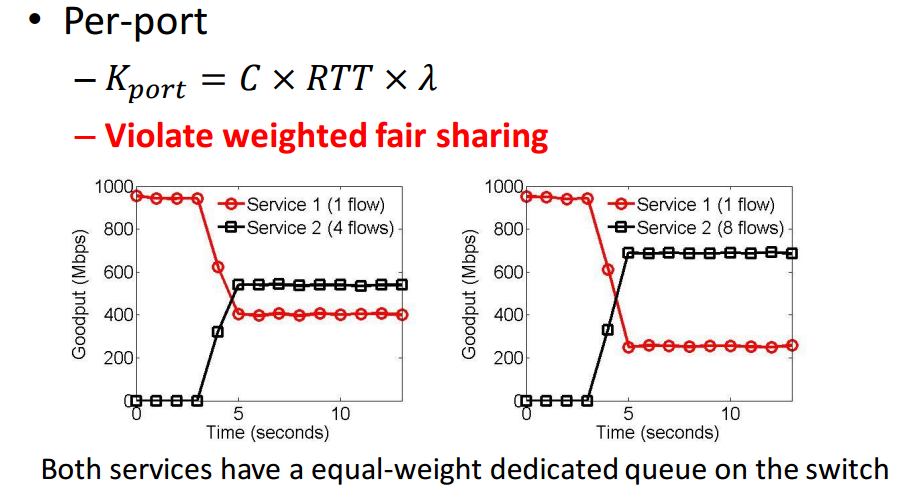 • Per-port
– K_port = C × RTT × λ
– Violate weighted fair sharing
1000
800
600
400
200
0
0
5
10
Goodput (Mbps)
Time (seconds)
Service 1 (1 flow)
Service 2 (4 flows)
1000
800
600
400
200
0
0
5
10
Goodput (Mbps)
Time (seconds)
Service 1 (1 flow)
Service 2 (8 flows)
Both services have a equal-weight dedicated queue on the switch